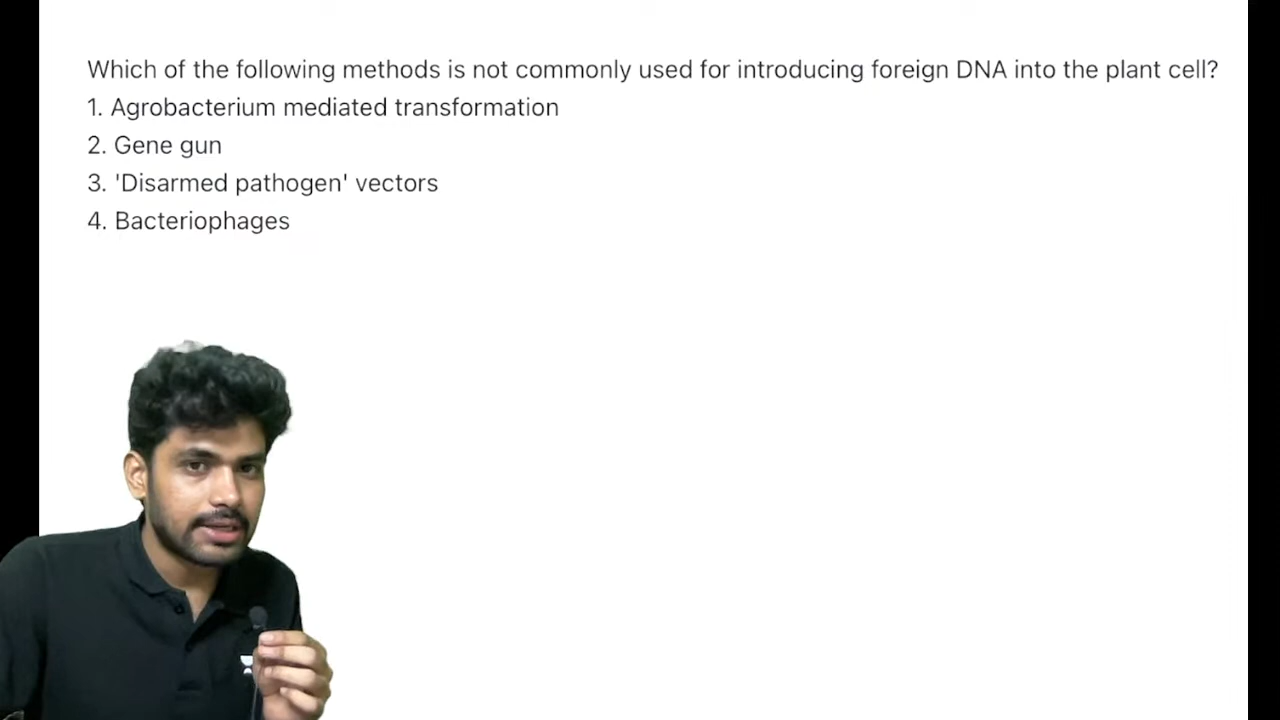 Which of the following methods is not commonly used for introducing foreign DNA into the plant cell?
1. Agrobacterium mediated transformation
2. Gene gun
3. 'Disarmed pathogen' vectors
4. Bacteriophages